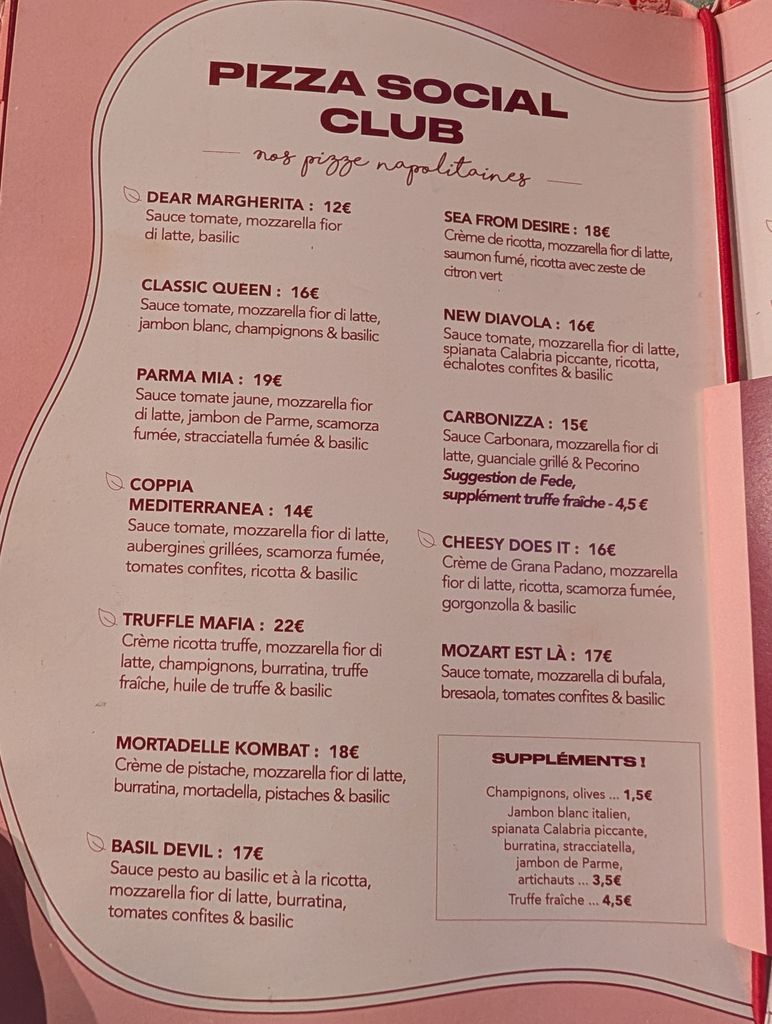 PIZZA SOCIAL
CLUB
nos pizze napolitaines
DEAR MARGHERITA : 12€
Sauce tomate, mozzarella fior
di latte, basilic
CLASSIC QUEEN : 16€
Sauce tomate, mozzarella fior di latte,
jambon blanc, champignons & basilic
PARMA MIA : 19€
Sauce tomate jaune, mozzarella fior
di latte, jambon de Parme, scamorza
fumée, stracciatella fumée & basilic
COPPIA
MEDITERRANEA : 14€
Sauce tomate, mozzarella fior di latte,
aubergines grillées, scamorza fumée,
tomates confites, ricotta & basilic
TRUFFLE MAFIA : 22€
Crème ricotta truffe, mozzarella fior di
latte, champignons, burratina, truffe
fraîche, huile de truffe & basilic
MORTADELLE KOMBAT : 18€
Crème de pistache, mozzarella fior di latte,
burratina, mortadella, pistaches & basilic
BASIL DEVIL : 17€
Sauce pesto au basilic et à la ricotta,
mozzarella fior di latte, burratina,
tomates confites & basilic
SEA FROM DESIRE : 18€
Crème de ricotta, mozzarella fior di latte,
saumon fumé, ricotta avec zeste de
citron vert
NEW DIAVOLA : 16€
Sauce tomate, mozzarella fior di latte,
spianata Calabria piccante, ricotta,
échalotes confites & basilic
CARBONIZZA : 15€
Sauce Carbonara, mozzarella fior di
latte, guanciale grillé & Pecorino
Suggestion de Fede,
supplément truffe fraîche - 4,5 €
CHEESY DOES IT : 16€
Crème de Grana Padano, mozzarella
fior di latte, ricotta, scamorza fumée,
gorgonzolla & basilic
MOZART EST LÀ : 17€
Sauce tomate, mozzarella di bufala,
bresaola, tomates confites & basilic
SUPPLÉMENTS !
Champignons, olives ... 1,5€
Jambon blanc italien,
spianata Calabria piccante,
burratina, stracciatella,
jambon de Parme,
artichauts ... 3,5€
Truffe fraîche ... 4,5€